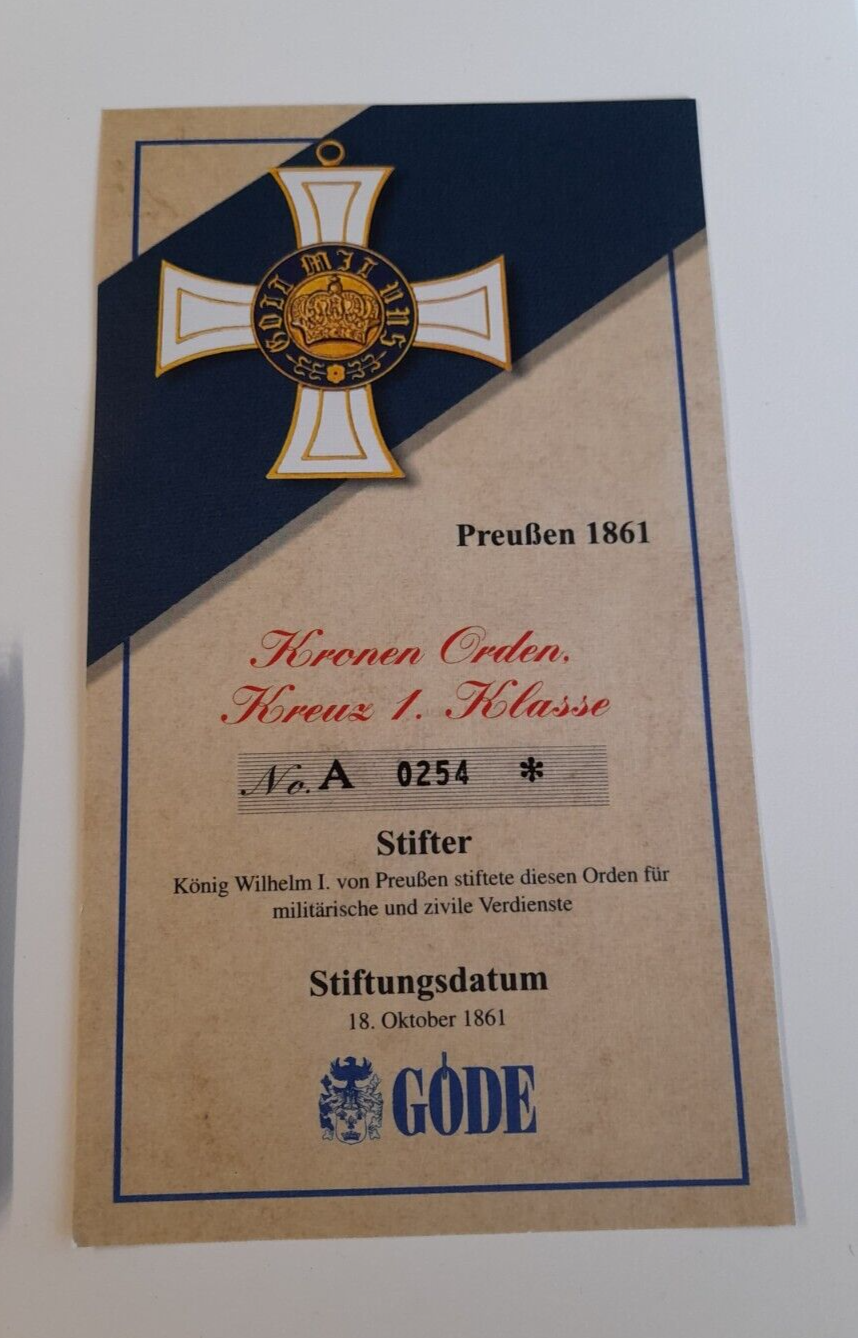 GOTT MIT UNS
Preußen 1861
Kronen Orden,
Kreuz 1. Klasse
No. A 0254 *
Stifter
König Wilhelm I. von Preußen stiftete diesen Orden für
militärische und zivile Verdienste
Stiftungsdatum
18. Oktober 1861
GÖDE